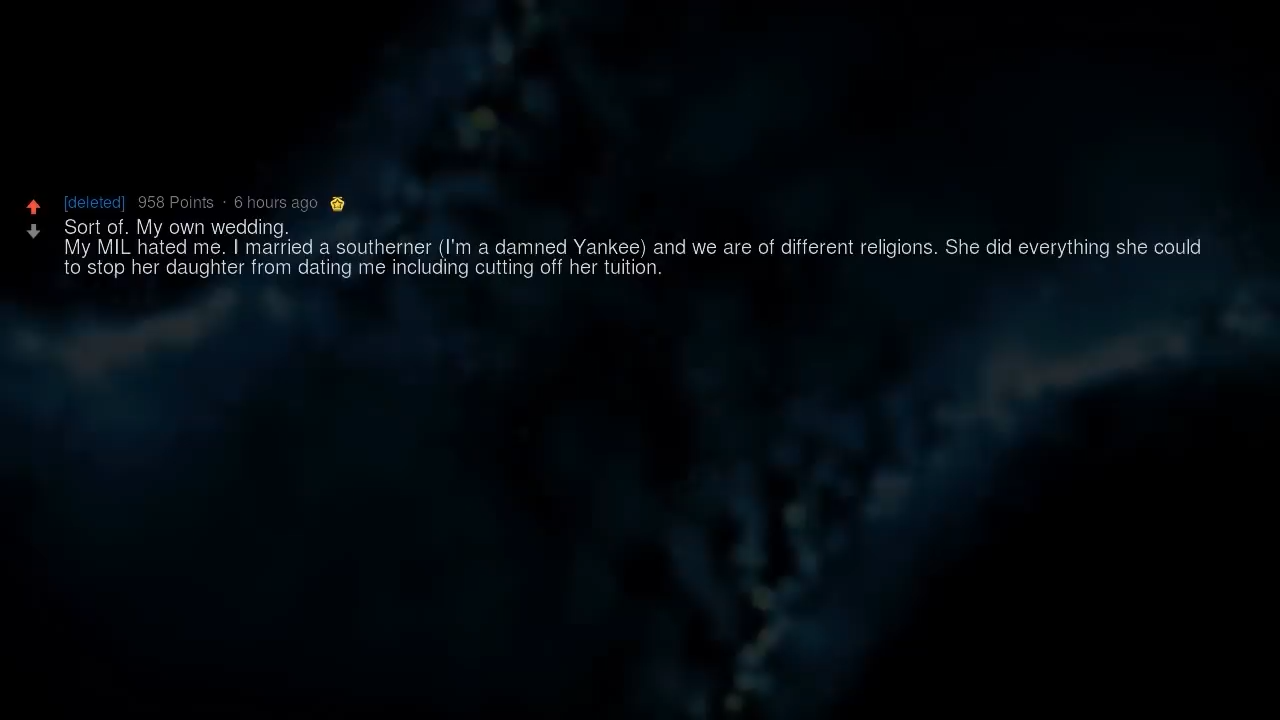 [deleted] 958 Points · 6 hours ago
Sort of. My own wedding.
My MIL hated me. I married a southerner (I'm a damned Yankee) and we are of different religions. She did everything she could
to stop her daughter from dating me including cutting off her tuition.